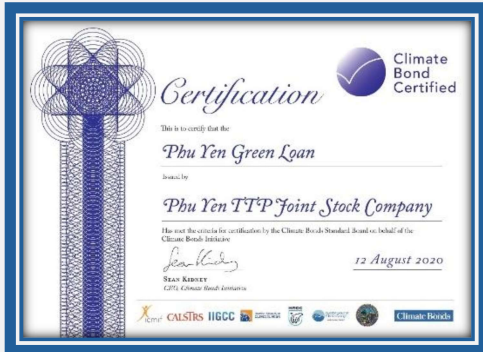 Climate
Bond
Certified
Certification
This is to certify that the
Phu Yen Green Loan
Issued by
Phu Yen TTP Joint Stock Company
Has met the criteria for certification by the Climate Bonds Standard Board on behalf of the
Climate Bonds Initiative
Sean Kidney
12 August 2020
SEAN KIDNEY
CEO, Climate Bonds Initiative
CALSTRS IIGCC Climate Bonds